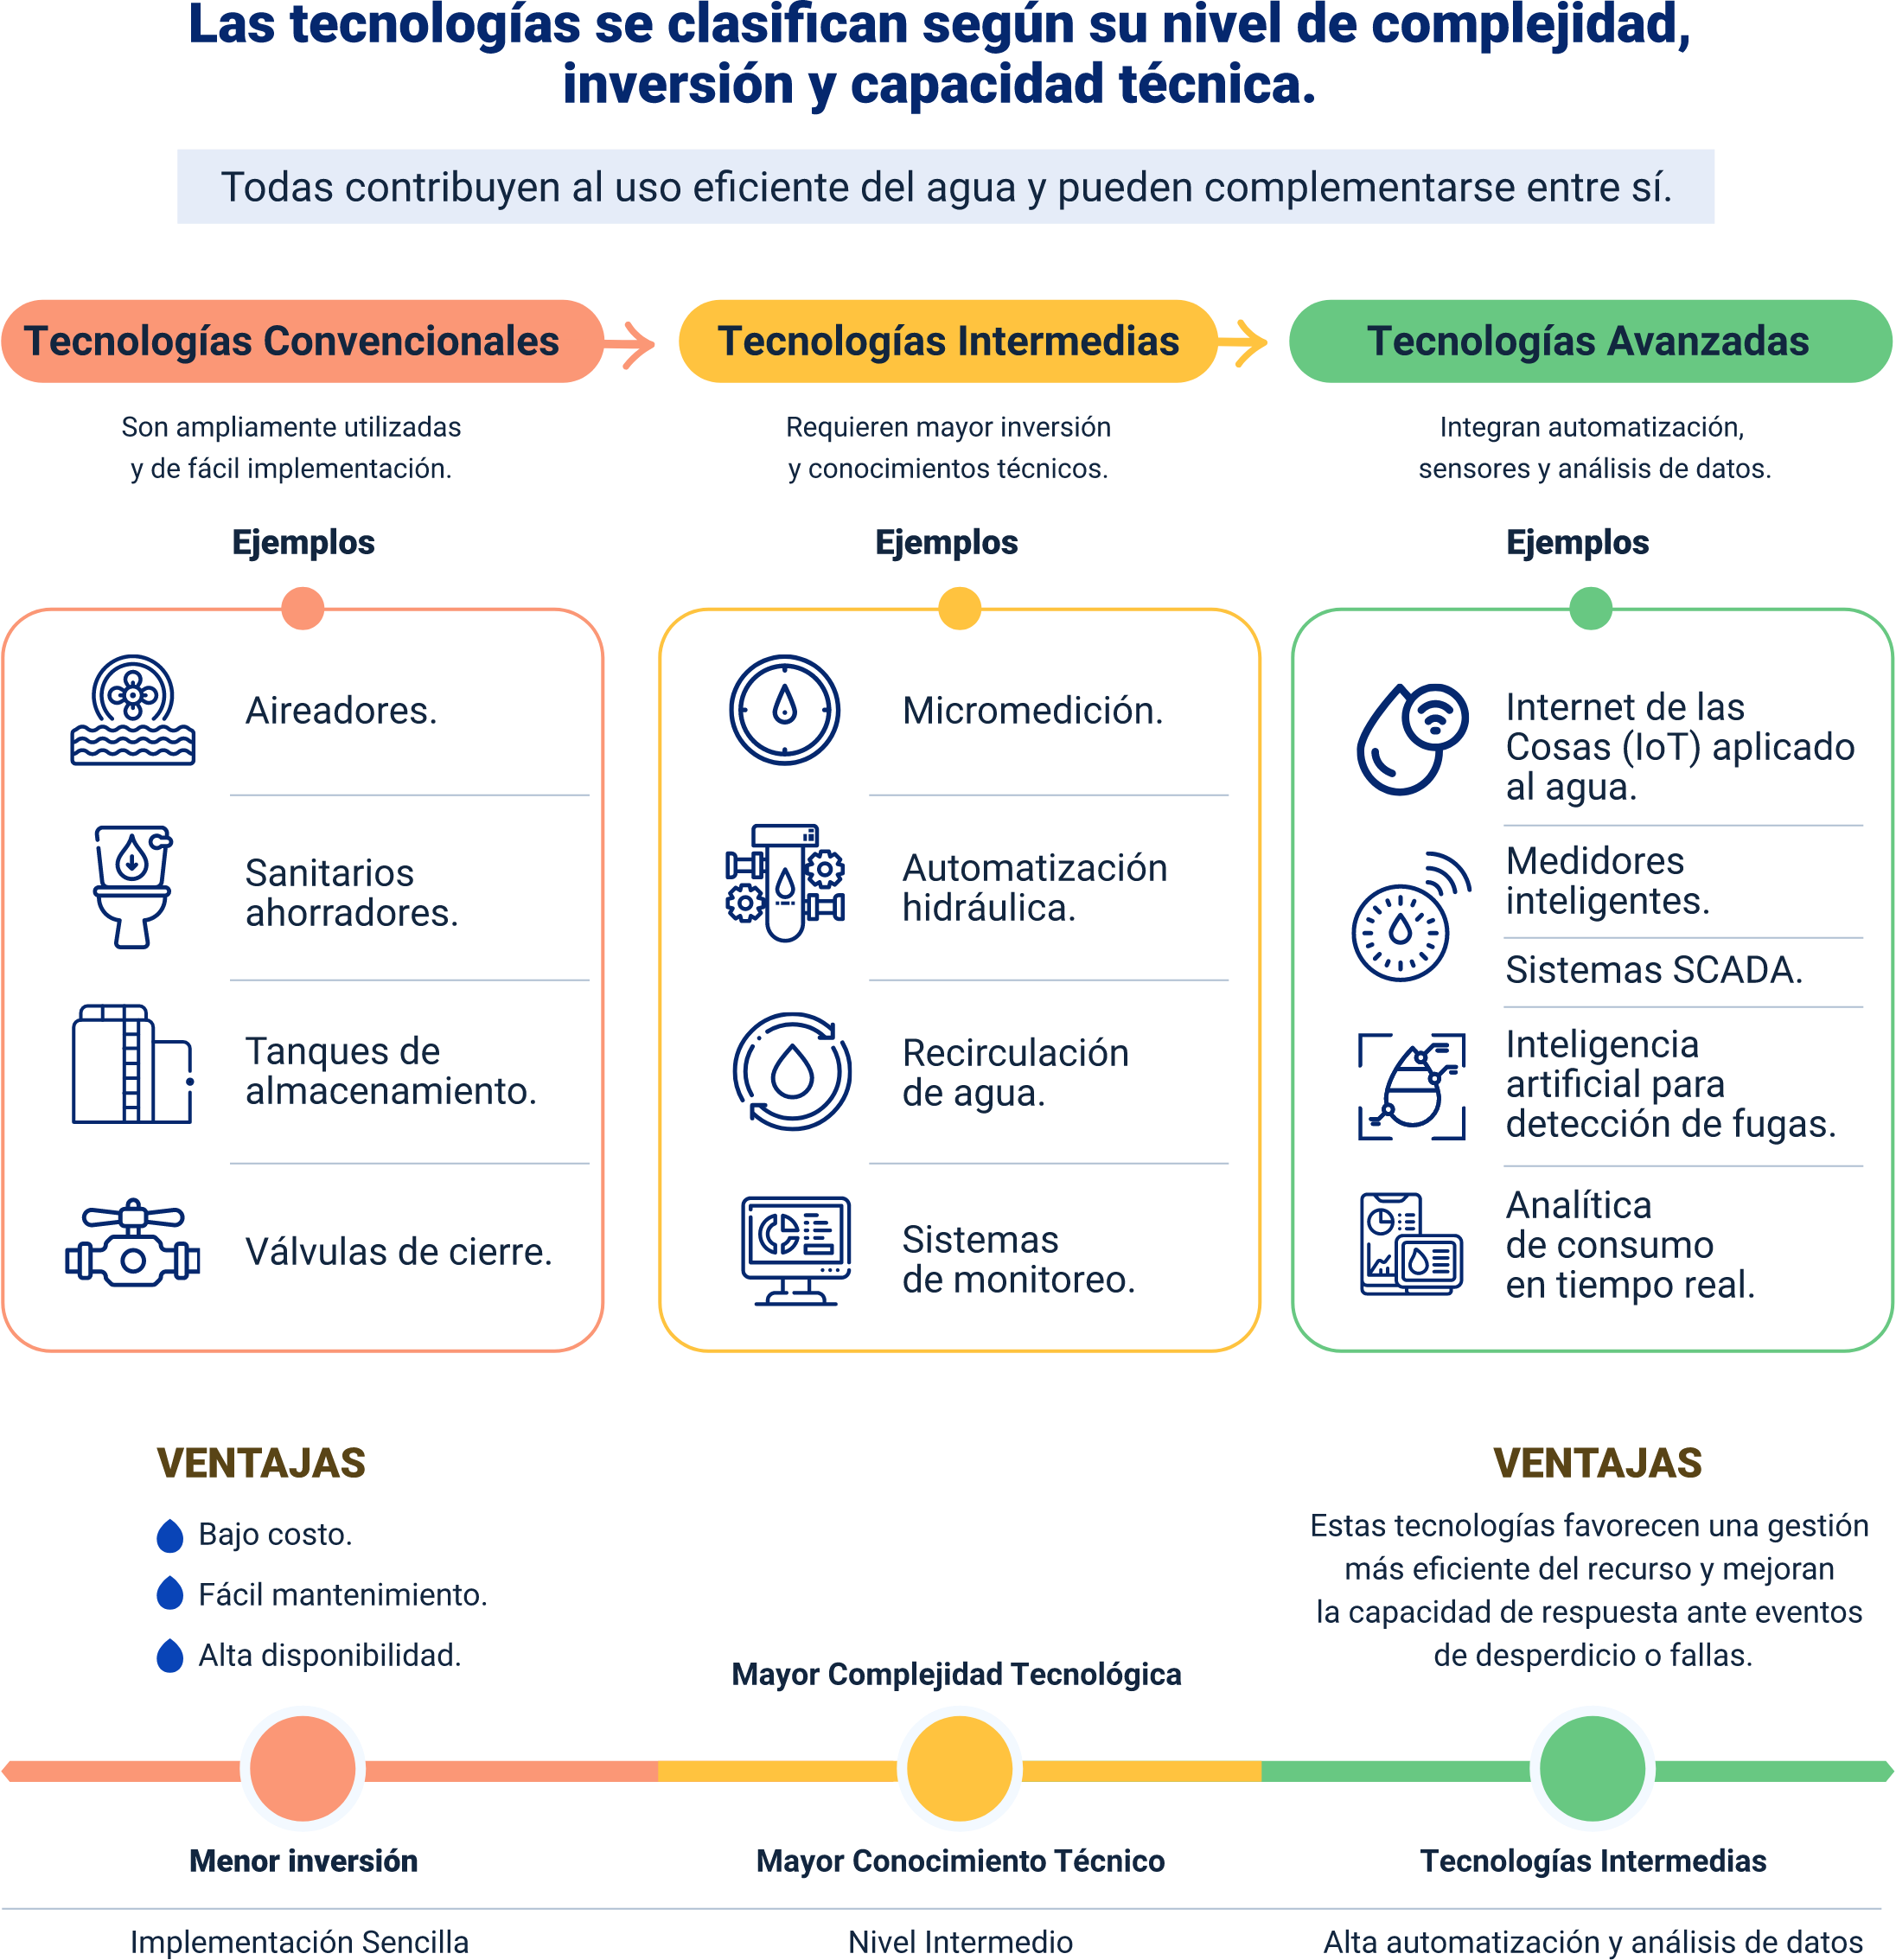 Las tecnologías se clasifican según su nivel de complejidad,
inversión y capacidad técnica.
Todas contribuyen al uso eficiente del agua y pueden complementarse entre sí.
Tecnologías Convencionales
Son ampliamente utilizadas
y de fácil implementación.
Ejemplos
Aireadores.
Sanitarios
ahorradores.
Tanques de
almacenamiento.
Válvulas de cierre.
Tecnologías Intermedias
Requieren mayor inversión
y conocimientos técnicos.
Ejemplos
Micromedición.
Automatización
hidráulica.
Recirculación
de agua.
Sistemas
de monitoreo.
Tecnologías Avanzadas
Integran automatización,
sensores y análisis de datos.
Ejemplos
Internet de las
Cosas (IoT) aplicado
al agua.
Medidores
inteligentes.
Sistemas SCADA.
Inteligencia
artificial para
detección de fugas.
Analítica
de consumo
en tiempo real.
VENTAJAS
Bajo costo.
Fácil mantenimiento.
Alta disponibilidad.
Menor inversión
Implementación Sencilla
Mayor Complejidad Tecnológica
Mayor Conocimiento Técnico
Nivel Intermedio
VENTAJAS
Estas tecnologías favorecen una gestión
más eficiente del recurso y mejoran
la capacidad de respuesta ante eventos
de desperdicio o fallas.
Tecnologías Intermedias
Alta automatización y análisis de datos